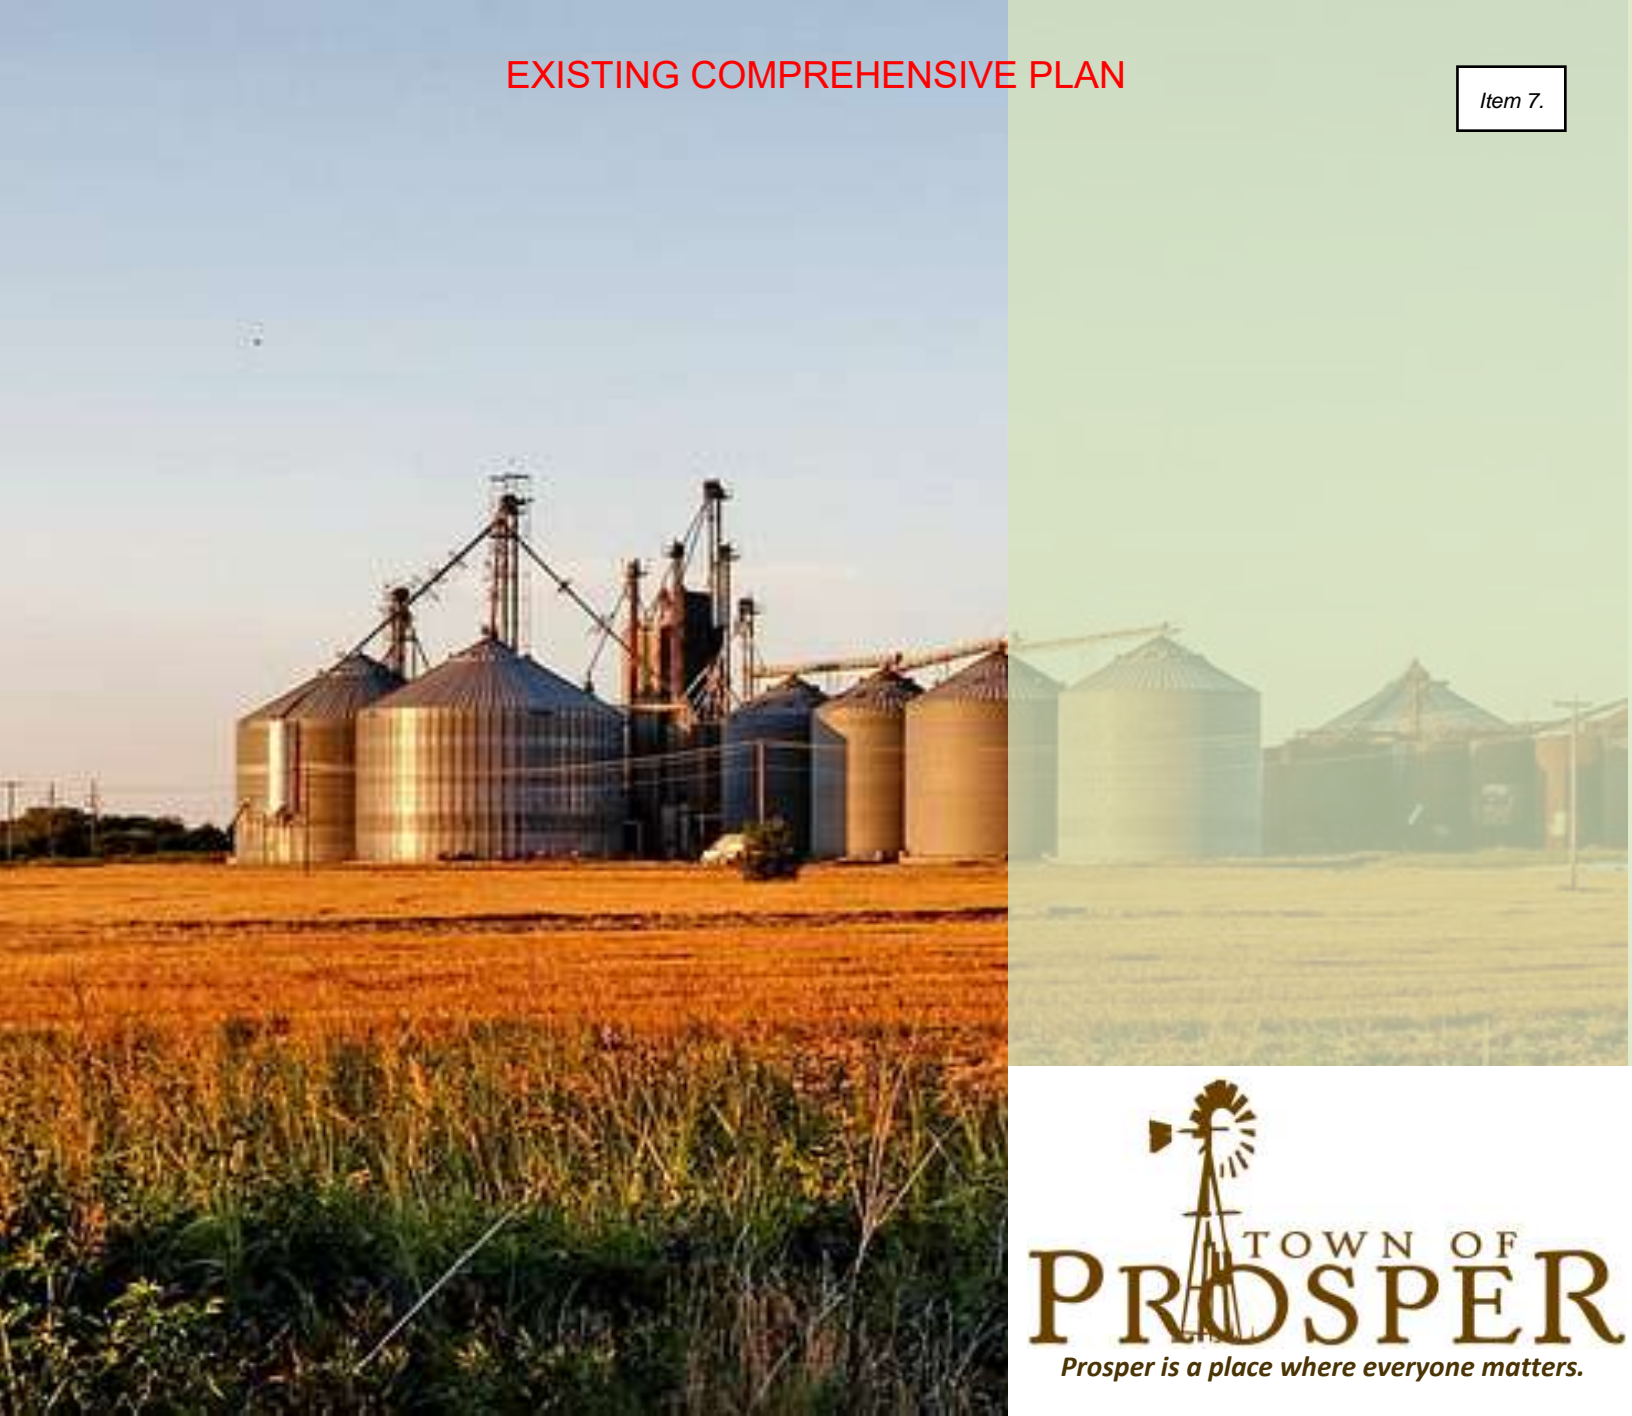 EXISTING COMPREHENSIVE PLAN
Item 7.
TOWN OF
PROSPER
Prosper is a place where everyone matters.